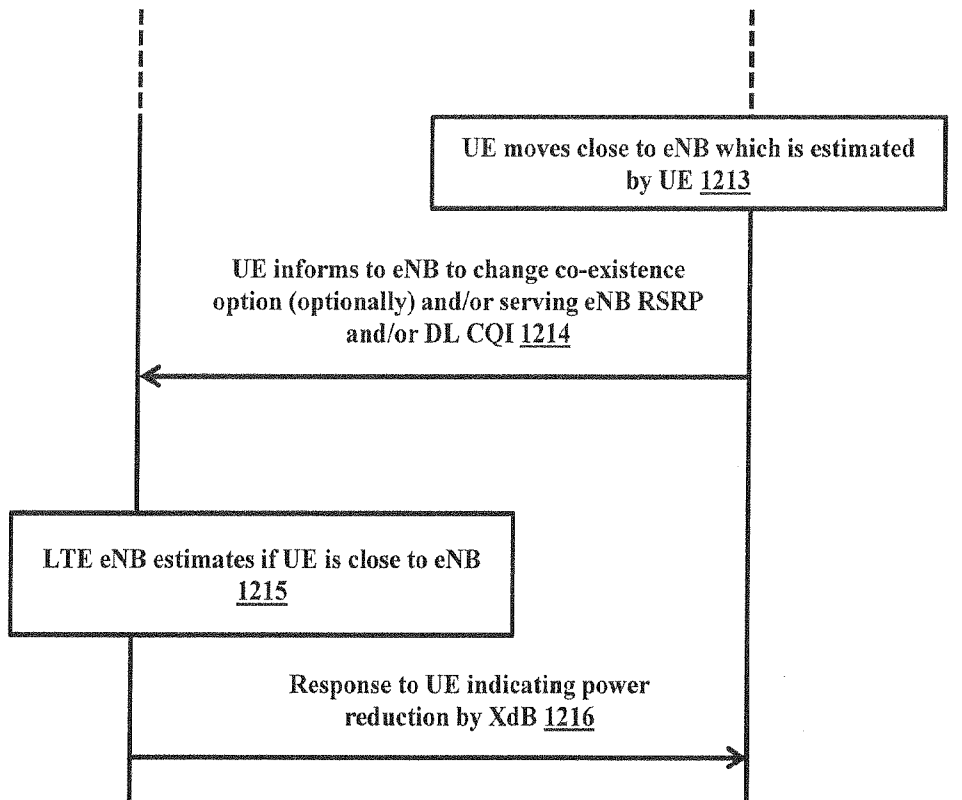 UE moves close to eNB which is estimated
by UE 1213
UE informs to eNB to change co-existence
option (optionally) and/or serving eNB RSRP
and/or DL CQI 1214
LTE eNB estimates if UE is close to eNB
1215
Response to UE indicating power
reduction by XdB 1216